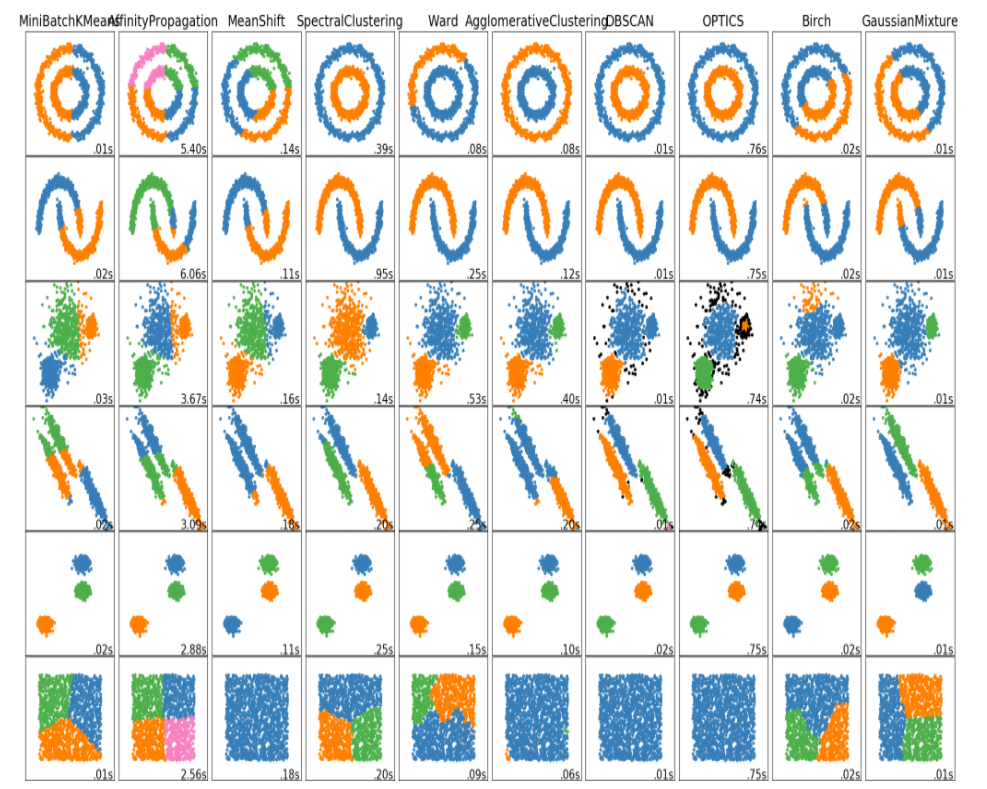 MiniBatchKMeans AffinityPropagation MeanShift SpectralClustering Ward AgglomerativeClustering DBSCAN OPTICS Birch GaussianMixture
.01s 5.40s .14s .39s .08s .08s .01s .76s .02s .01s
.02s 6.06s .11s .95s .25s .12s .01s .75s .02s .01s
.03s 3.67s .16s .14s .53s .40s .01s .74s .02s .01s
.02s 3.09s .18s .20s .25s .20s .01s .02s .01s
.02s 2.88s .11s .25s .15s .10s .02s .75s .02s .01s
.01s 2.56s .18s .20s .09s .06s .01s .75s .02s .01s